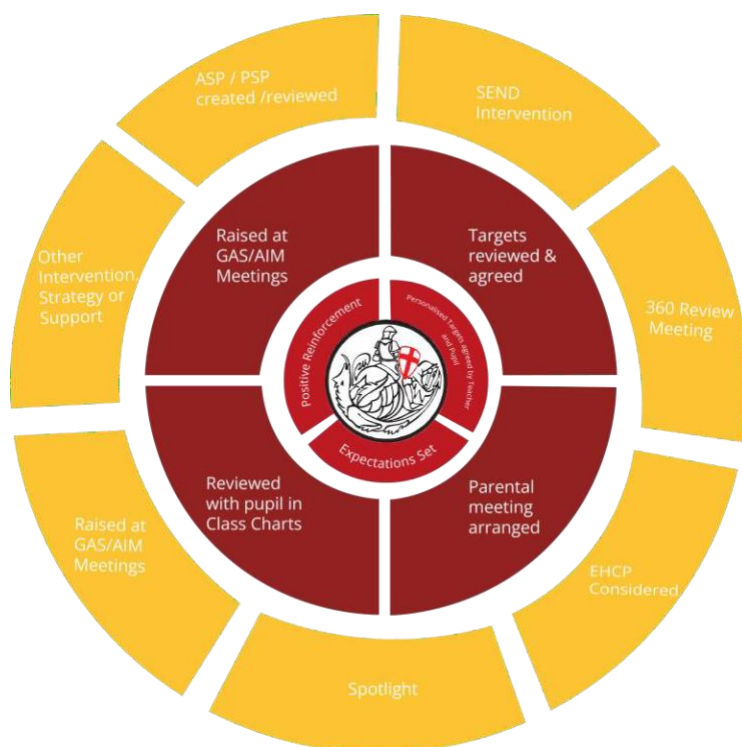 ASP / PSP
created /reviewed
SEND
Intervention
360 Review
Meeting
EHCP
Considered
Spotlight
Raised at
GAS/AIM
Meetings
Other
Intervention,
Strategy or
Support
Raised at
GAS/AIM
Meetings
Targets
reviewed &
agreed
Parental
meeting
arranged
Reviewed
with pupil in
Class Charts
Positive Reinforcement
Personalised Targets agreed by Teacher
and Pupil
Expectations Set